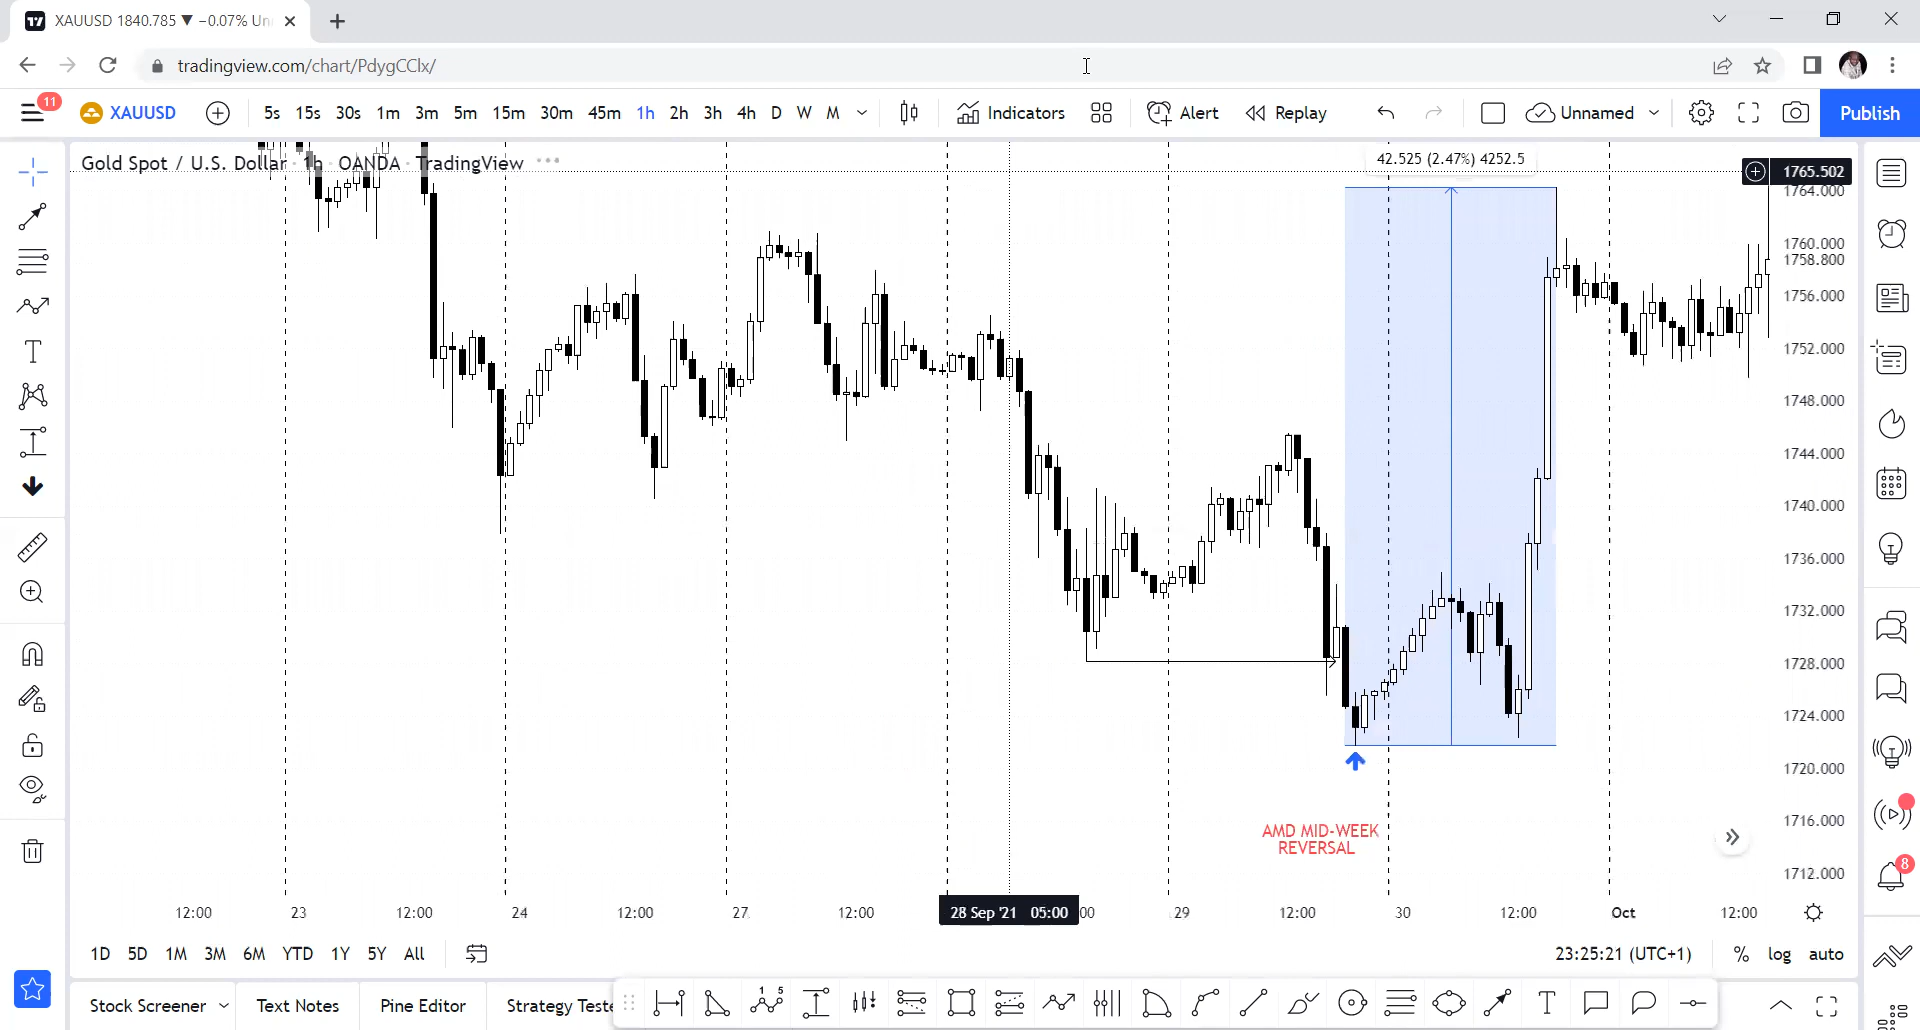 XAUUSD 1840.785 ▼ −0.07% Un
tradingview.com/chart/PdygCClx/
11
XAUUSD 5s 15s 30s 1m 3m 5m 15m 30m 45m 1h 2h 3h 4h D W M Indicators Alert Replay Unnamed Publish
Gold Spot / U.S. Dollar · 1h · OANDA · TradingView
42.525 (2.47%) 4252.5
1765.502
1764.000
1760.000
1758.800
1756.000
1752.000
1748.000
1744.000
1740.000
1736.000
1732.000
1728.000
1724.000
1720.000
1716.000
1712.000
AMD MID-WEEK
REVERSAL
8
12:00 23 12:00 24 12:00 27 12:00 28 Sep '21 05:00 :00 29 12:00 30 12:00 Oct 12:00
1D 5D 1M 3M 6M YTD 1Y 5Y All 23:25:21 (UTC+1) % log auto
Stock Screener Text Notes Pine Editor Strategy Teste